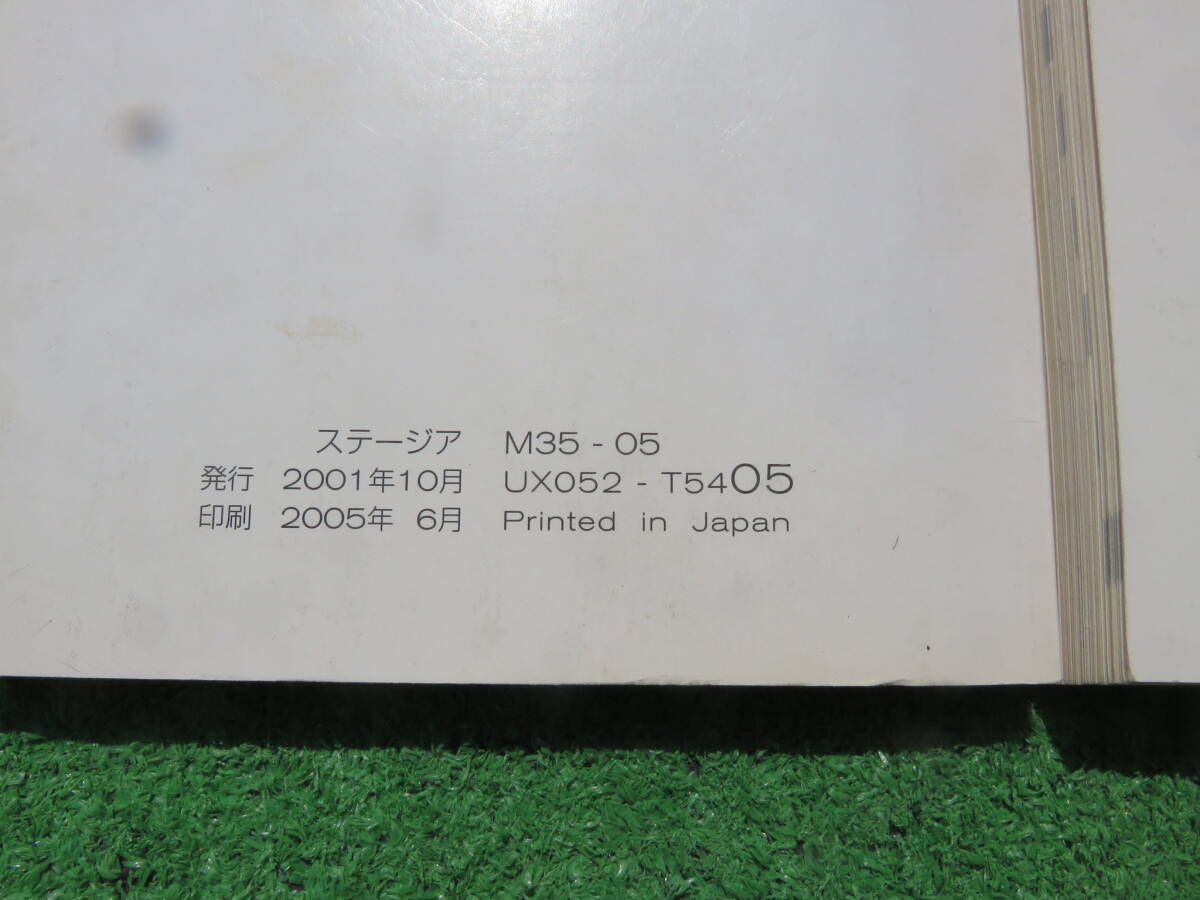 ステージア M35 - 05
発行 2001年10月 UX052 - T5405
印刷 2005年 6月 Printed in Japan